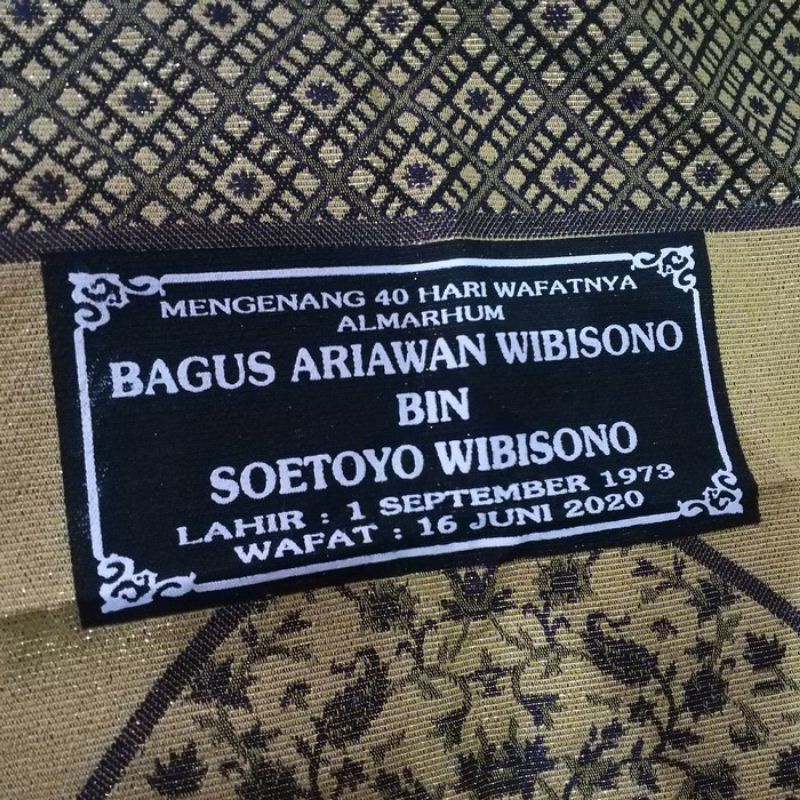 MENGENANG 40 HARI WAFATNYA
ALMARHUM
BAGUS ARIAWAN WIBISONO
BIN
SOETOYO WIBISONO
LAHIR : 1 SEPTEMBER 1973
WAFAT : 16 JUNI 2020